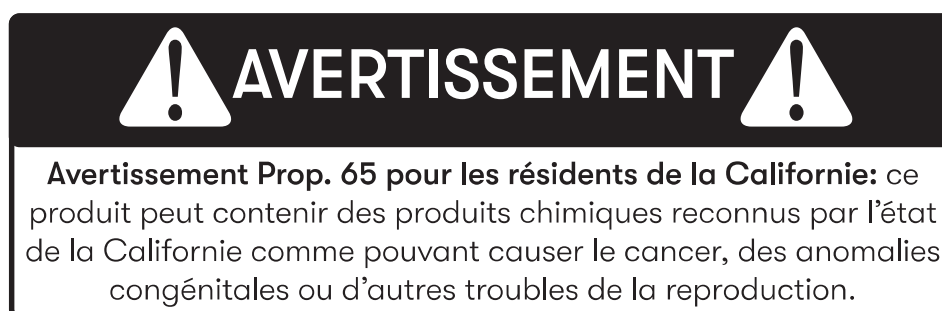 AVERTISSEMENT
Avertissement Prop. 65 pour les résidents de la Californie: ce
produit peut contenir des produits chimiques reconnus par l'état
de la Californie comme pouvant causer le cancer, des anomalies
congénitales ou d'autres troubles de la reproduction.